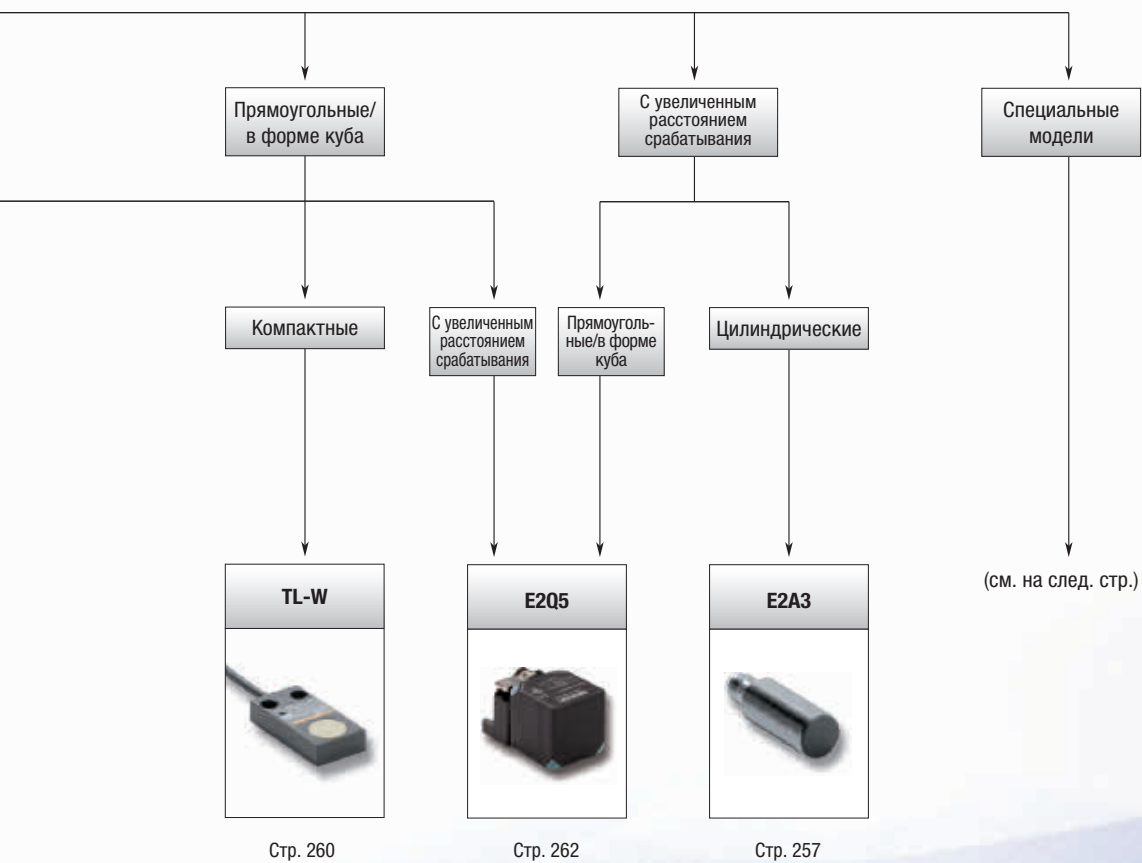 Прямоугольные/
в форме куба
С увеличенным
расстоянием
срабатывания
Специальные
модели
Компактные
С увеличенным
расстоянием
срабатывания
Прямоуголь-
ные/в форме
куба
Цилиндрические
(см. на след. стр.)
TL-W
E2Q5
E2A3
Стр. 260
Стр. 262
Стр. 257